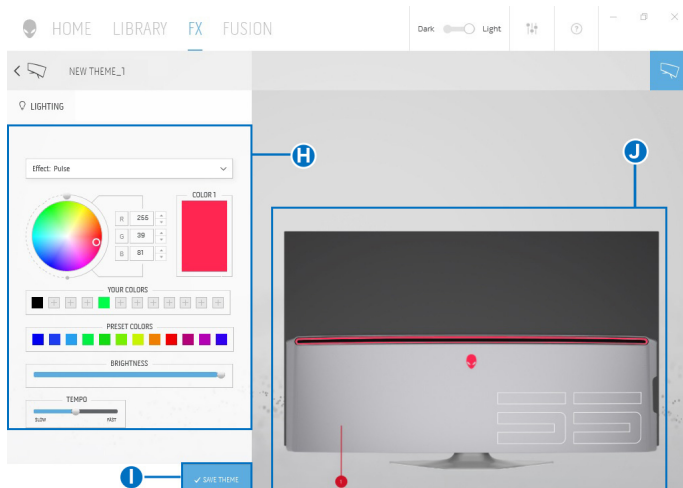 HOME LIBRARY FX FUSION Dark Light
NEW THEME_1
LIGHTING
H
J
Effect: Pulse
COLOR 1
R 255
G 39
B 81
YOUR COLORS
PRESET COLORS
BRIGHTNESS
TEMPO
SLOW FAST
55
I
SAVE THEME
1